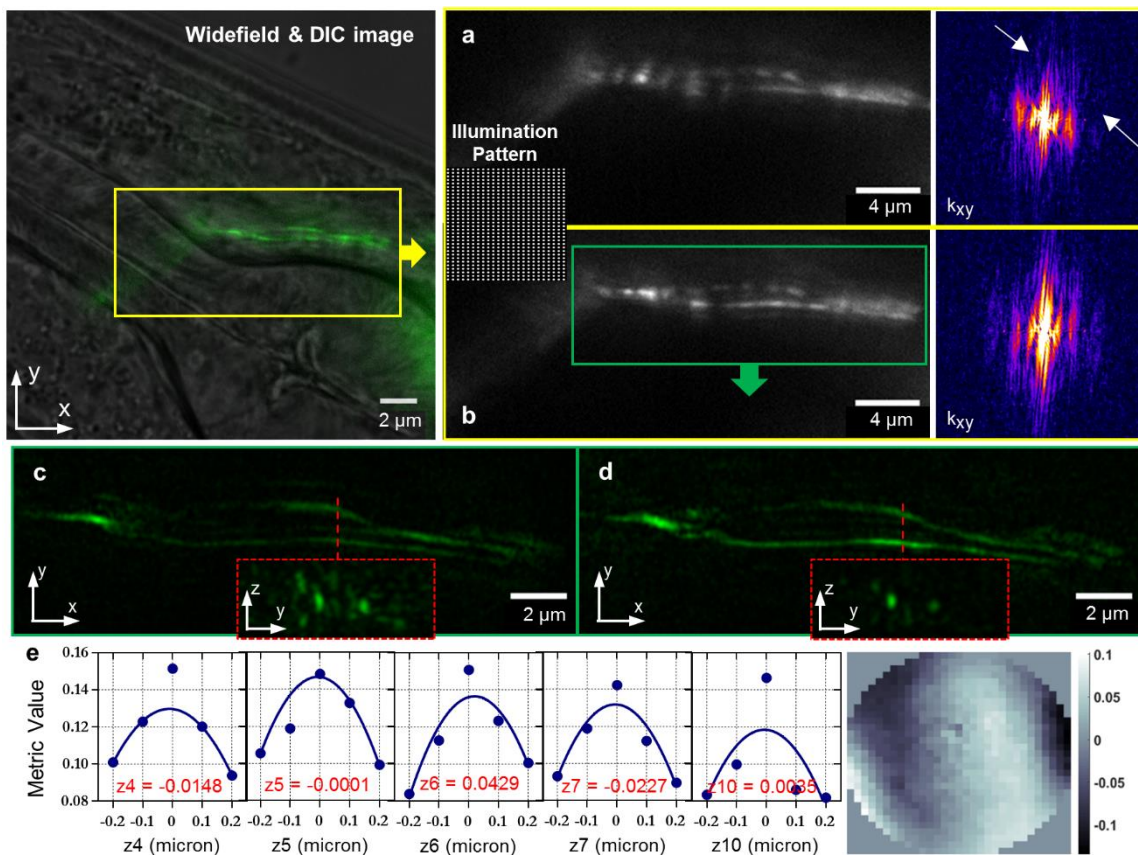 Widefield & DIC image
y
x
2 µm
a
Illumination
Pattern
4 µm
kxy
b
4 µm
kxy
c
y
x
z
y
2 µm
d
y
x
z
y
2 µm
e
Metric Value
0.16
0.14
0.12
0.10
0.08
z4 = -0.0148
z5 = -0.0001
z6 = 0.0429
z7 = -0.0227
z10 = 0.0035
-0.2 -0.1 0 0.1 0.2
-0.2 -0.1 0 0.1 0.2
-0.2 -0.1 0 0.1 0.2
-0.2 -0.1 0 0.1 0.2
-0.2 -0.1 0 0.1 0.2
z4 (micron)
z5 (micron)
z6 (micron)
z7 (micron)
z10 (micron)
0.1
0.05
0
-0.05
-0.1